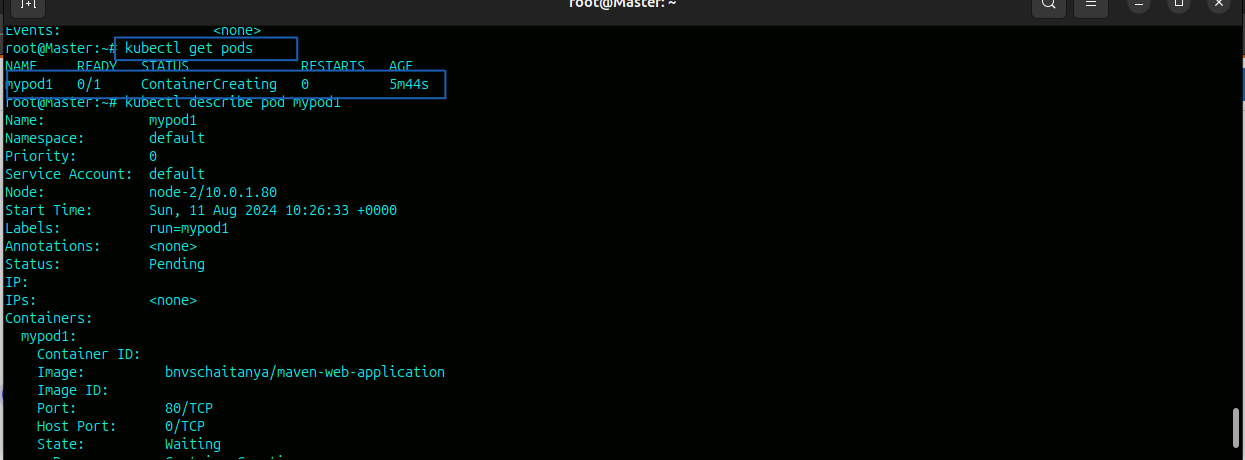 root@Master: ~
Events: <none>
root@Master:~# kubectl get pods
NAME READY STATUS RESTARTS AGE
mypod1 0/1 ContainerCreating 0 5m44s
root@Master:~# kubectl describe pod mypod1
Name: mypod1
Namespace: default
Priority: 0
Service Account: default
Node: node-2/10.0.1.80
Start Time: Sun, 11 Aug 2024 10:26:33 +0000
Labels: run=mypod1
Annotations: <none>
Status: Pending
IP:
IPs: <none>
Containers:
mypod1:
Container ID:
Image: bnvschaitanya/maven-web-application
Image ID:
Port: 80/TCP
Host Port: 0/TCP
State: Waiting